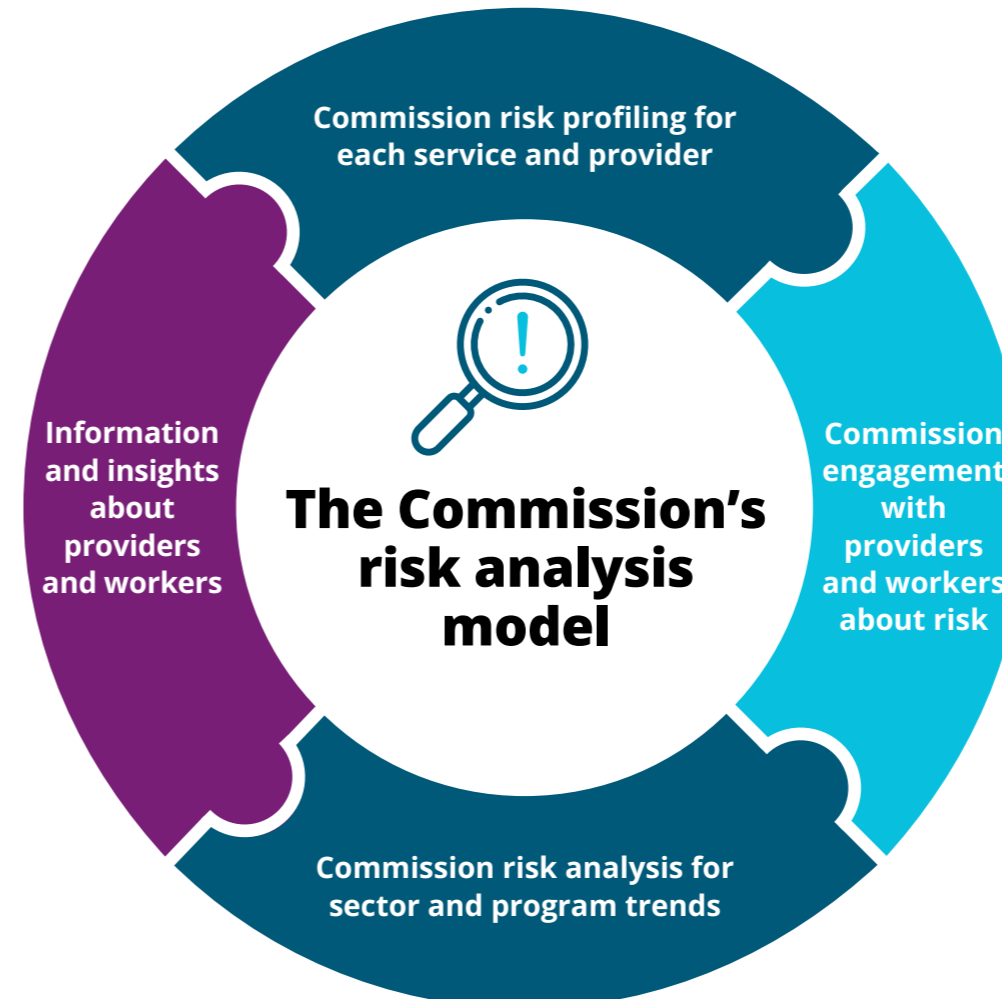 Commission risk profiling for
each service and provider
Information
and insights
about
providers
and workers
The Commission’s
risk analysis
model
Commission
engagement
with
providers
and workers
about risk
Commission risk analysis for
sector and program trends